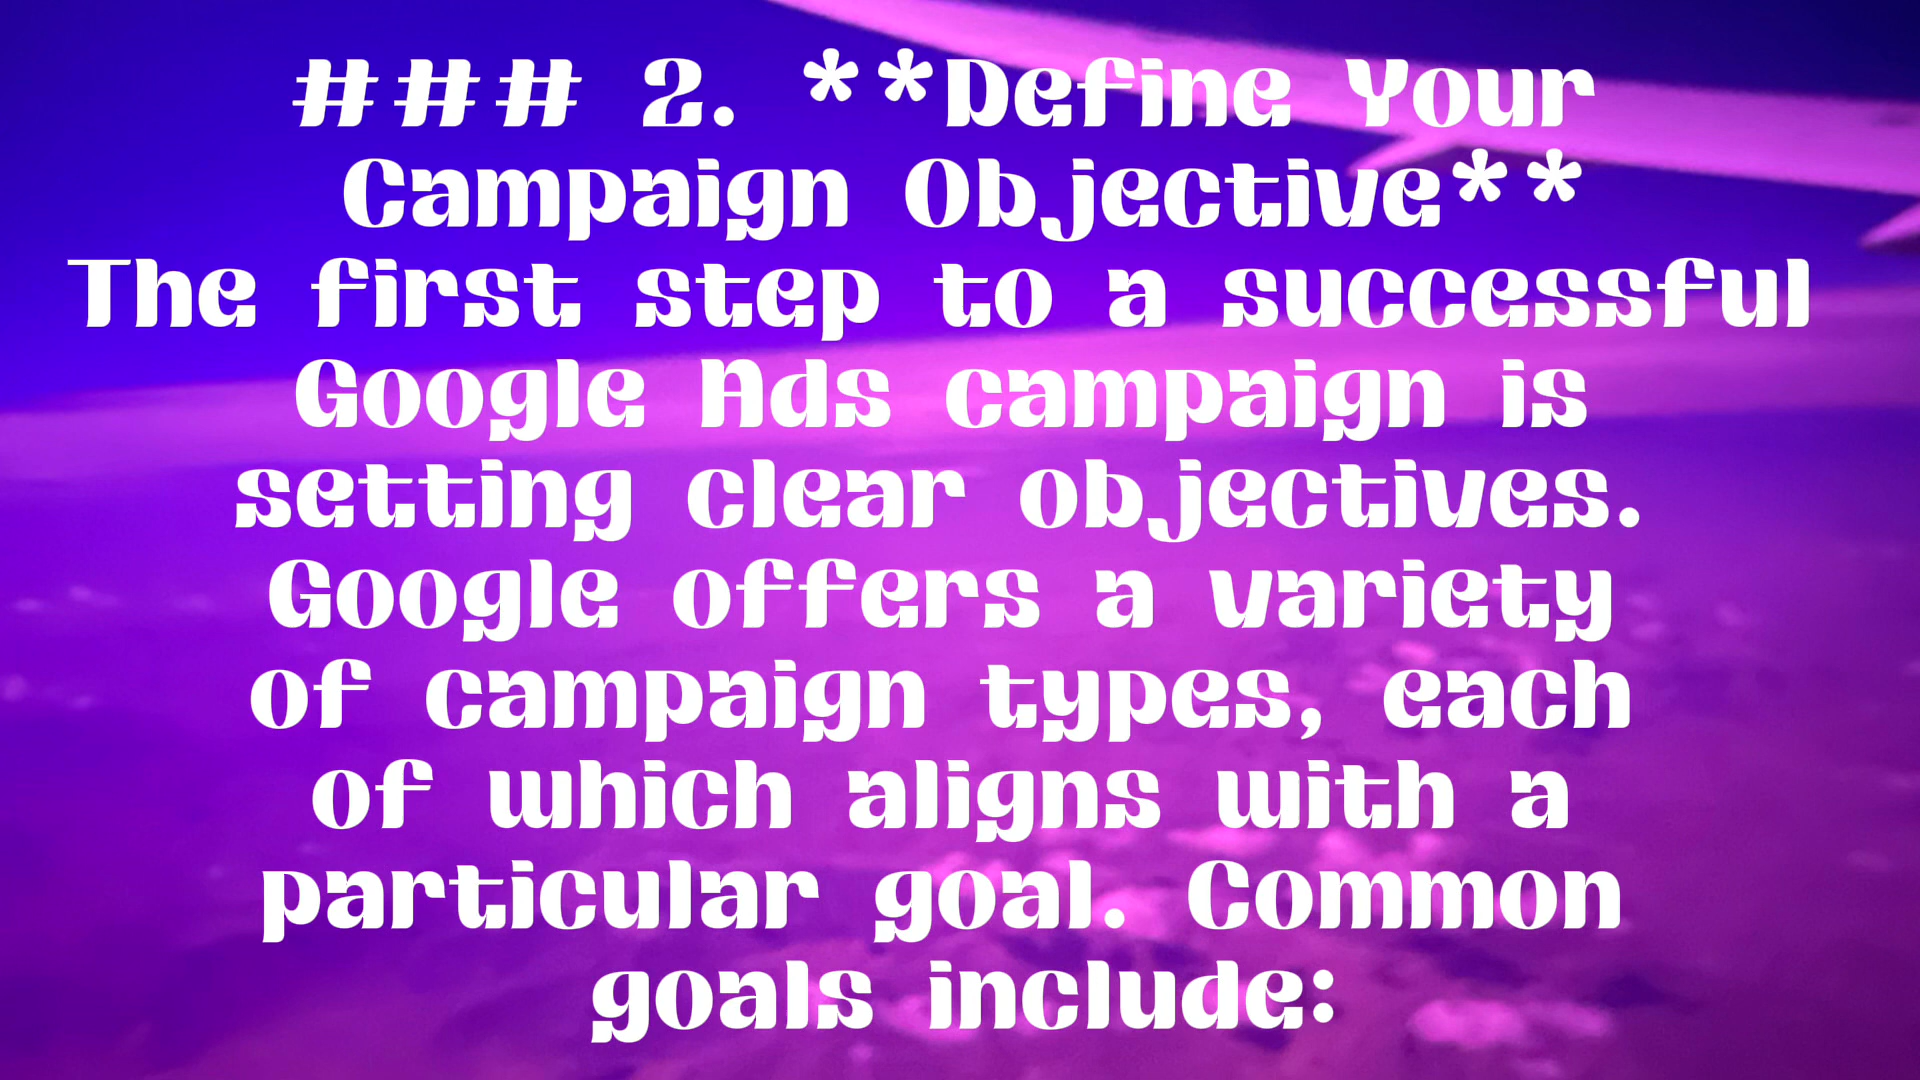 ### 2. **Define Your
Campaign Objective**
The first step to a successful
Google Ads campaign is
setting clear objectives.
Google offers a variety
of campaign types, each
of which aligns with a
particular goal. Common
goals include: